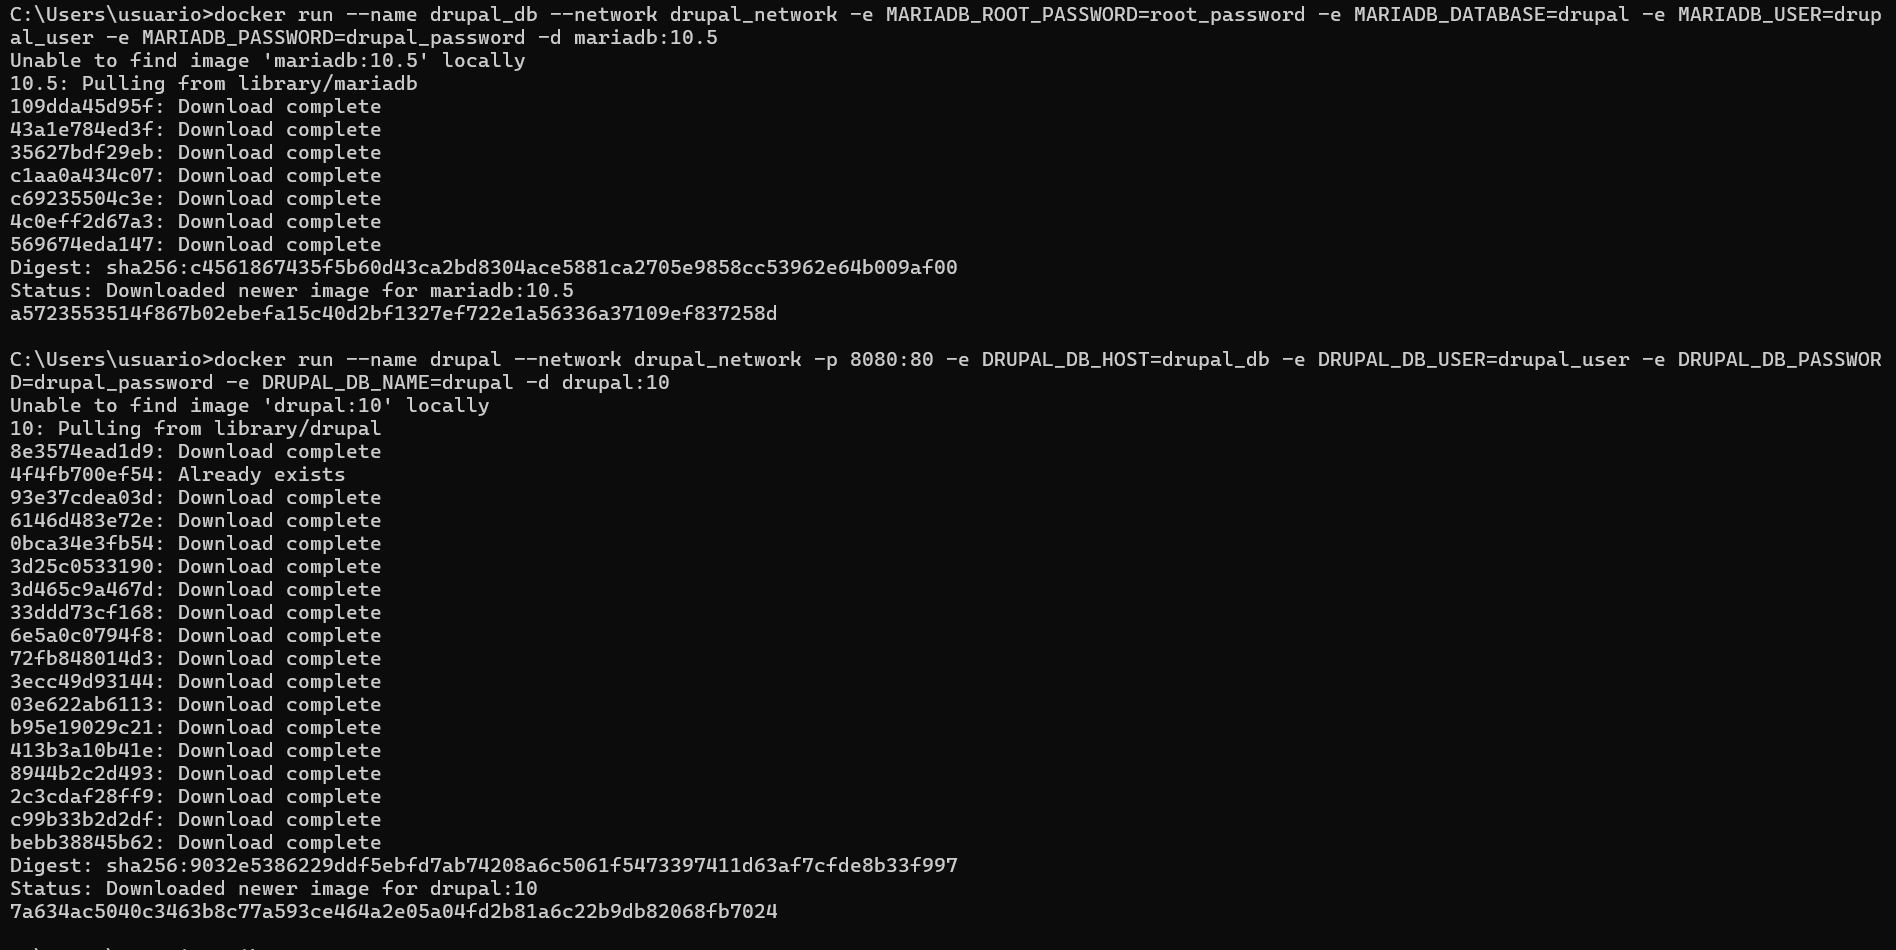 C:\Users\usuario>docker run --name drupal_db --network drupal_network -e MARIADB_ROOT_PASSWORD=root_password -e MARIADB_DATABASE=drupal -e MARIADB_USER=drup
al_user -e MARIADB_PASSWORD=drupal_password -d mariadb:10.5
Unable to find image 'mariadb:10.5' locally
10.5: Pulling from library/mariadb
109dda45d95f: Download complete
43a1e784ed3f: Download complete
35627bdf29eb: Download complete
c1aa0a434c07: Download complete
c69235504c3e: Download complete
4c0eff2d67a3: Download complete
569674eda147: Download complete
Digest: sha256:c4561867435f5b60d43ca2bd8304ace5881ca2705e9858cc53962e64b009af00
Status: Downloaded newer image for mariadb:10.5
a5723553514f867b02ebefa15c40d2bf1327ef722e1a56336a37109ef837258d
C:\Users\usuario>docker run --name drupal --network drupal_network -p 8080:80 -e DRUPAL_DB_HOST=drupal_db -e DRUPAL_DB_USER=drupal_user -e DRUPAL_DB_PASSWOR
D=drupal_password -e DRUPAL_DB_NAME=drupal -d drupal:10
Unable to find image 'drupal:10' locally
10: Pulling from library/drupal
8e3574ead1d9: Download complete
4f4fb700ef54: Already exists
93e37cdea03d: Download complete
6146d483e72e: Download complete
0bca34e3fb54: Download complete
3d25c0533190: Download complete
3d465c9a467d: Download complete
33ddd73cf168: Download complete
6e5a0c0794f8: Download complete
72fb848014d3: Download complete
3ecc49d93144: Download complete
03e622ab6113: Download complete
b95e19029c21: Download complete
413b3a10b41e: Download complete
8944b2c2d493: Download complete
2c3cdaf28ff9: Download complete
c99b33b2d2df: Download complete
bebb38845b62: Download complete
Digest: sha256:9032e5386229ddf5ebfd7ab74208a6c5061f5473397411d63af7cfde8b33f997
Status: Downloaded newer image for drupal:10
7a634ac5040c3463b8c77a593ce464a2e05a04fd2b81a6c22b9db82068fb7024